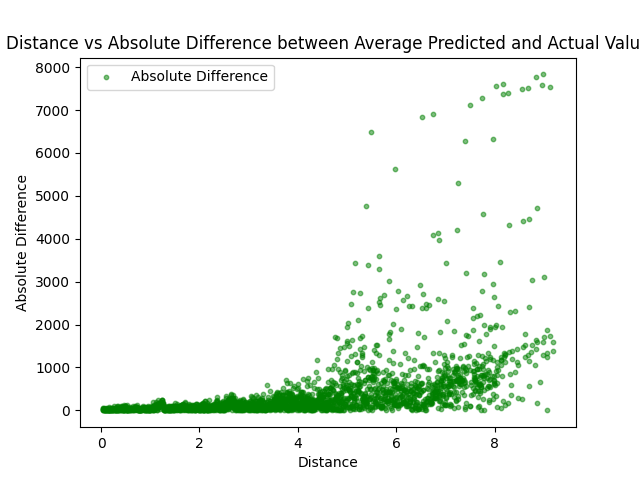 Distance vs Absolute Difference between Average Predicted and Actual Valu
Absolute Difference
8000
7000
6000
5000
4000
3000
2000
1000
0
Absolute Difference
0 2 4 6 8
Distance